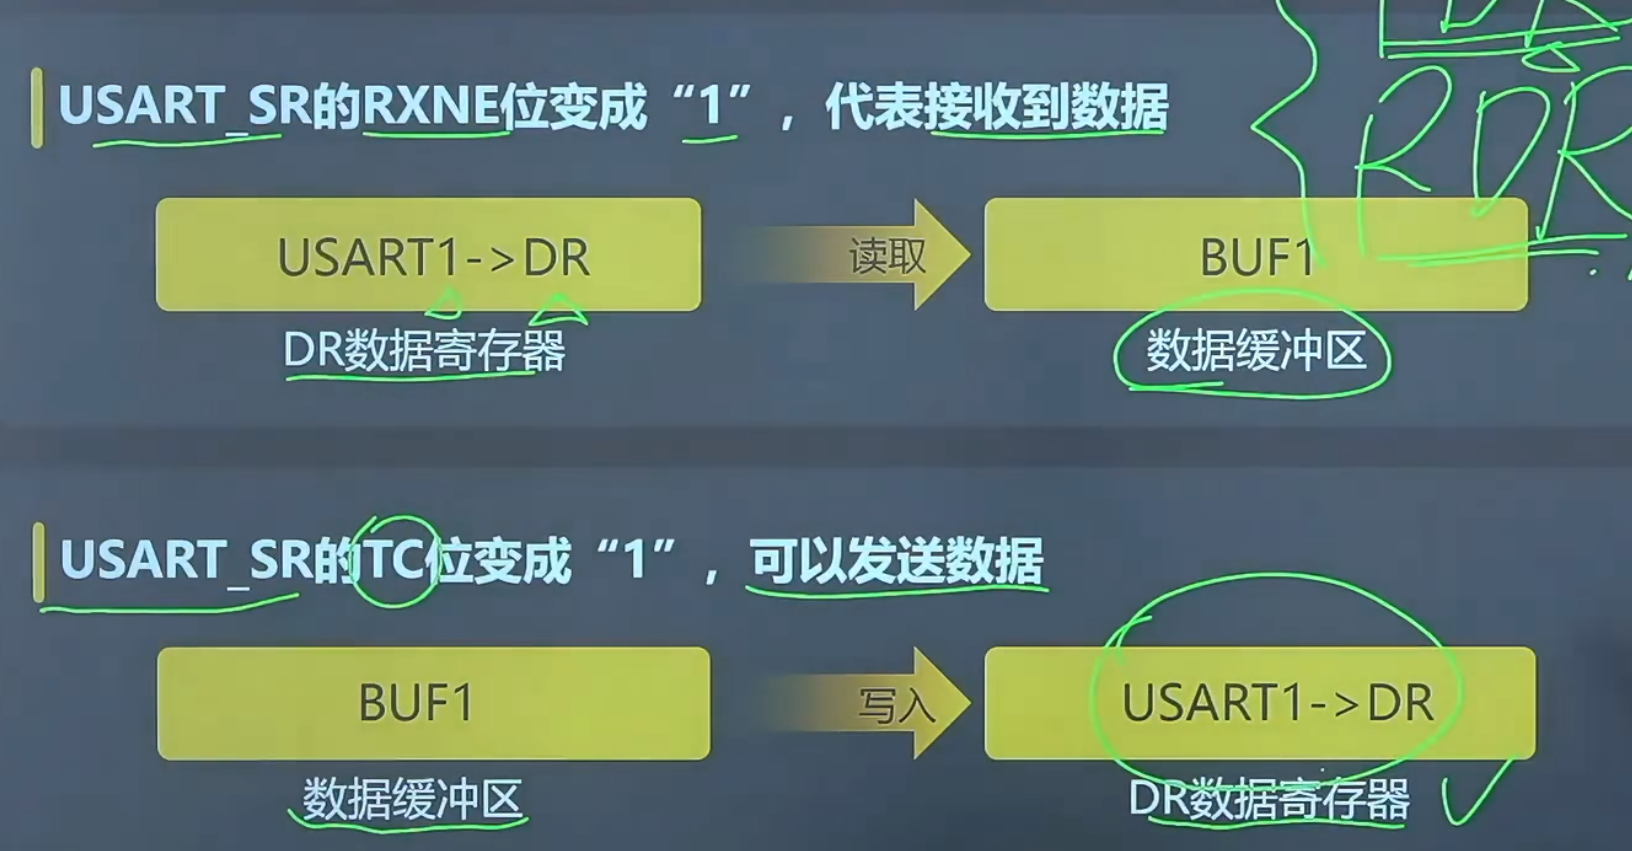 USART_SR的RXNE位变成“1”，代表接收到数据
RDR
USART1->DR
读取
BUF1
DR数据寄存器
数据缓冲区
USART_SR的TC位变成“1”，可以发送数据
BUF1
写入
USART1->DR
数据缓冲区
DR数据寄存器